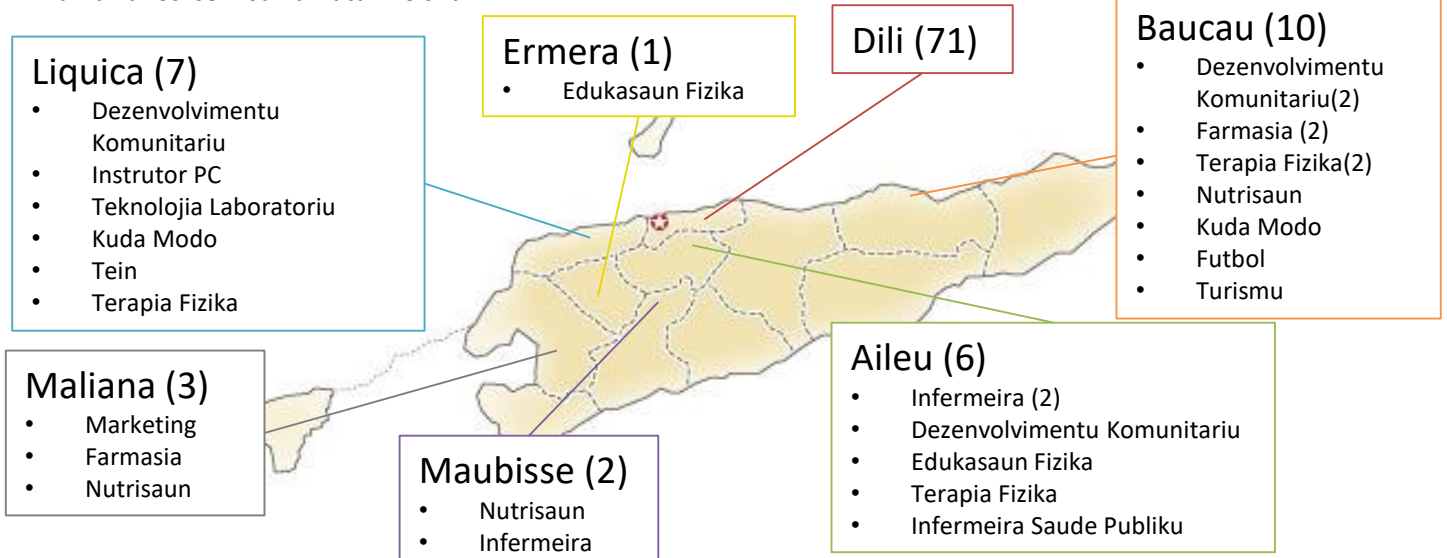 Liquica (7)
• Dezenvolvimentu
Komunitariu
• Instrutor PC
• Teknolojia Laboratoriu
• Kuda Modo
• Tein
• Terapia Fizika
Ermera (1)
• Edukasaun Fizika
Dili (71)
Baucau (10)
• Dezenvolvimentu
Komunitariu(2)
• Farmasia (2)
• Terapia Fizika(2)
• Nutrisaun
• Kuda Modo
• Futbol
• Turismu
Maliana (3)
• Marketing
• Farmasia
• Nutrisaun
Maubisse (2)
• Nutrisaun
• Infermeira
Aileu (6)
• Infermeira (2)
• Dezenvolvimentu Komunitariu
• Edukasaun Fizika
• Terapia Fizika
• Infermeira Saude Publiku